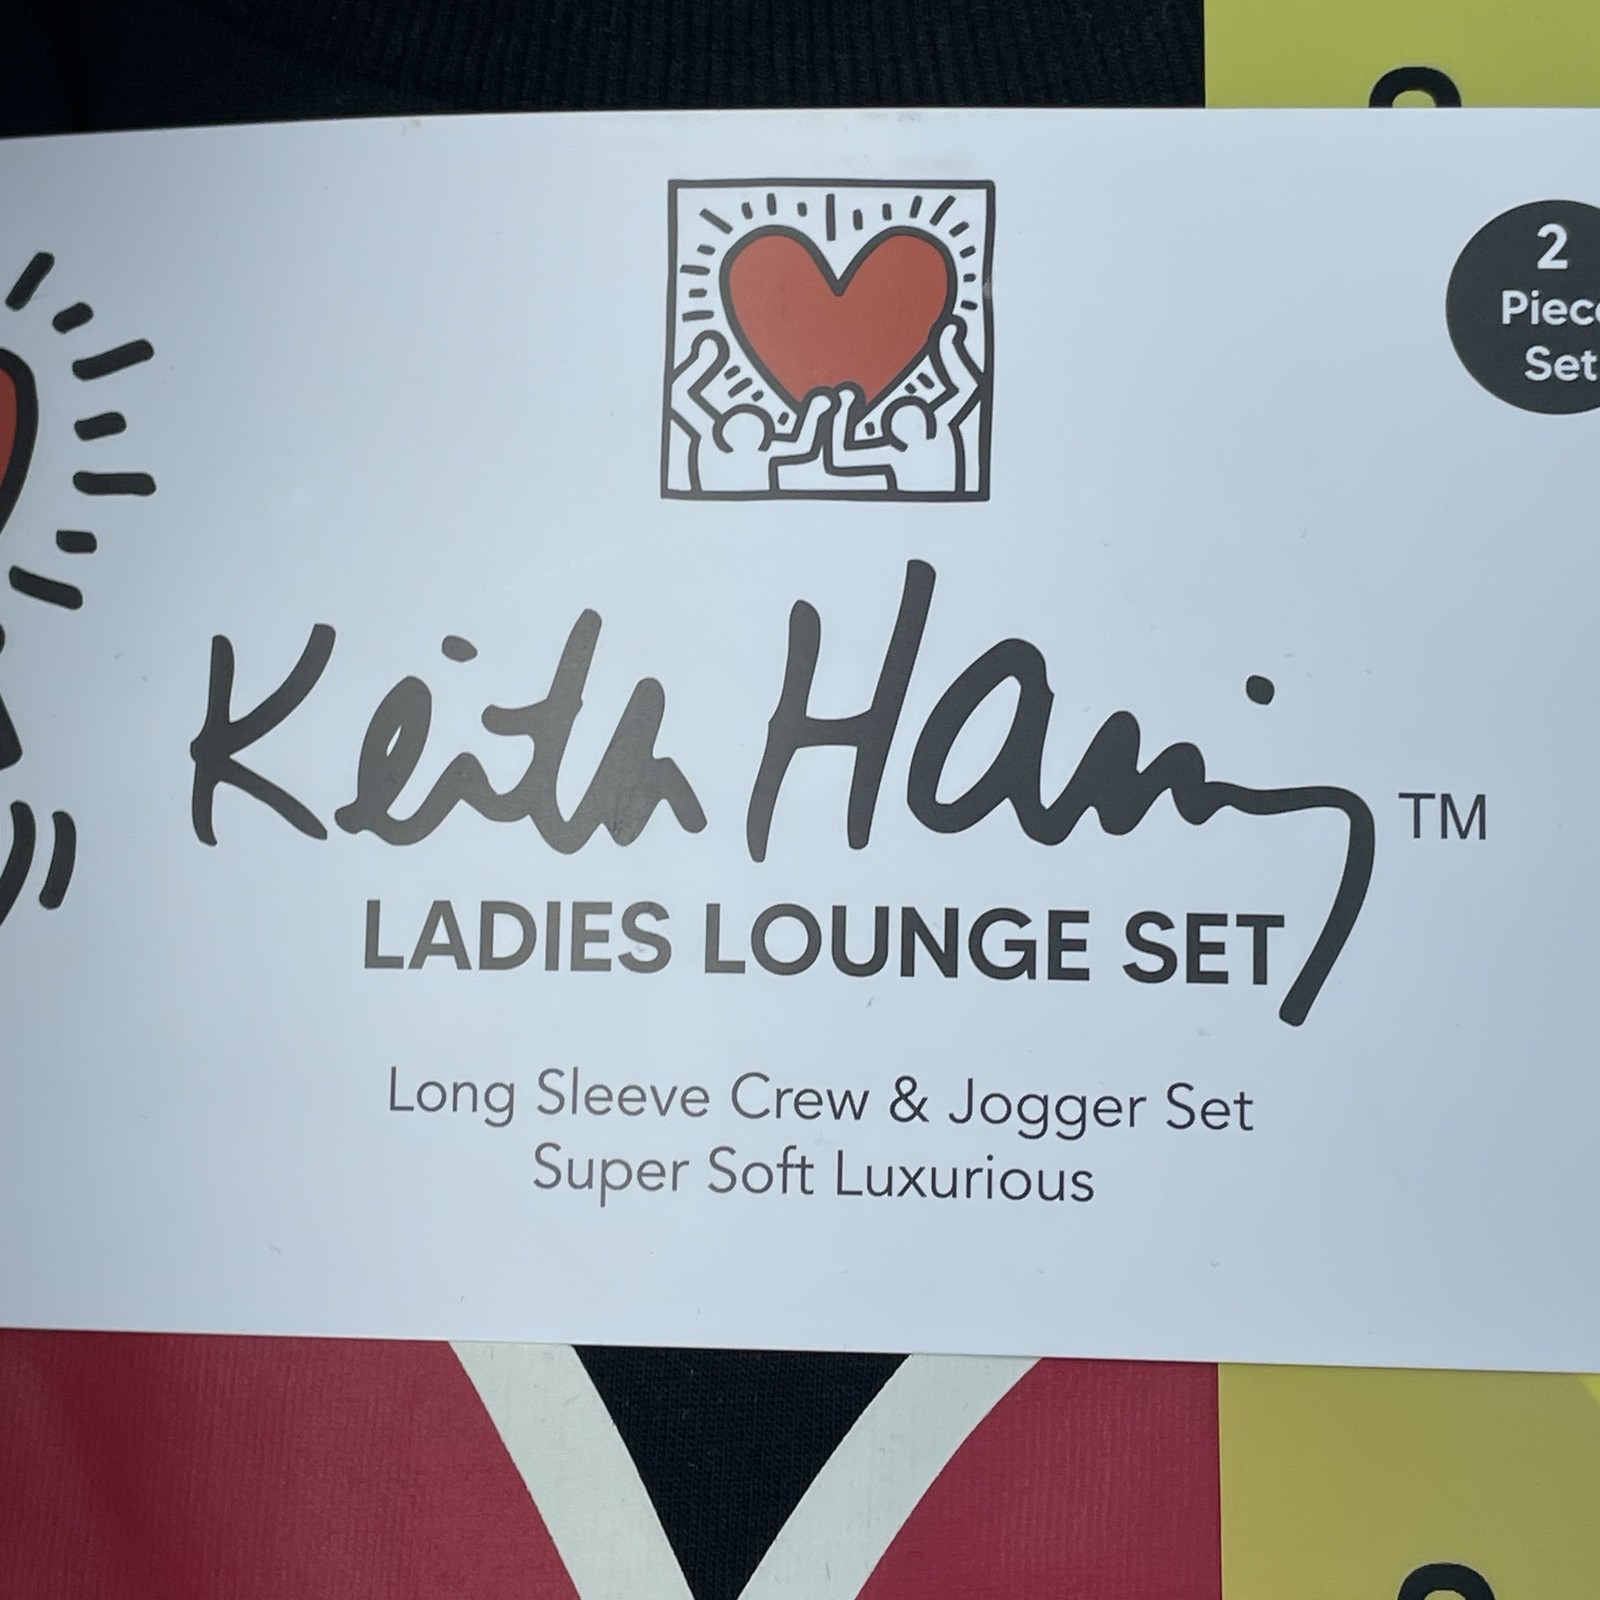 2
Piece
Set
Keith Haring TM
LADIES LOUNGE SET
Long Sleeve Crew & Jogger Set
Super Soft Luxurious